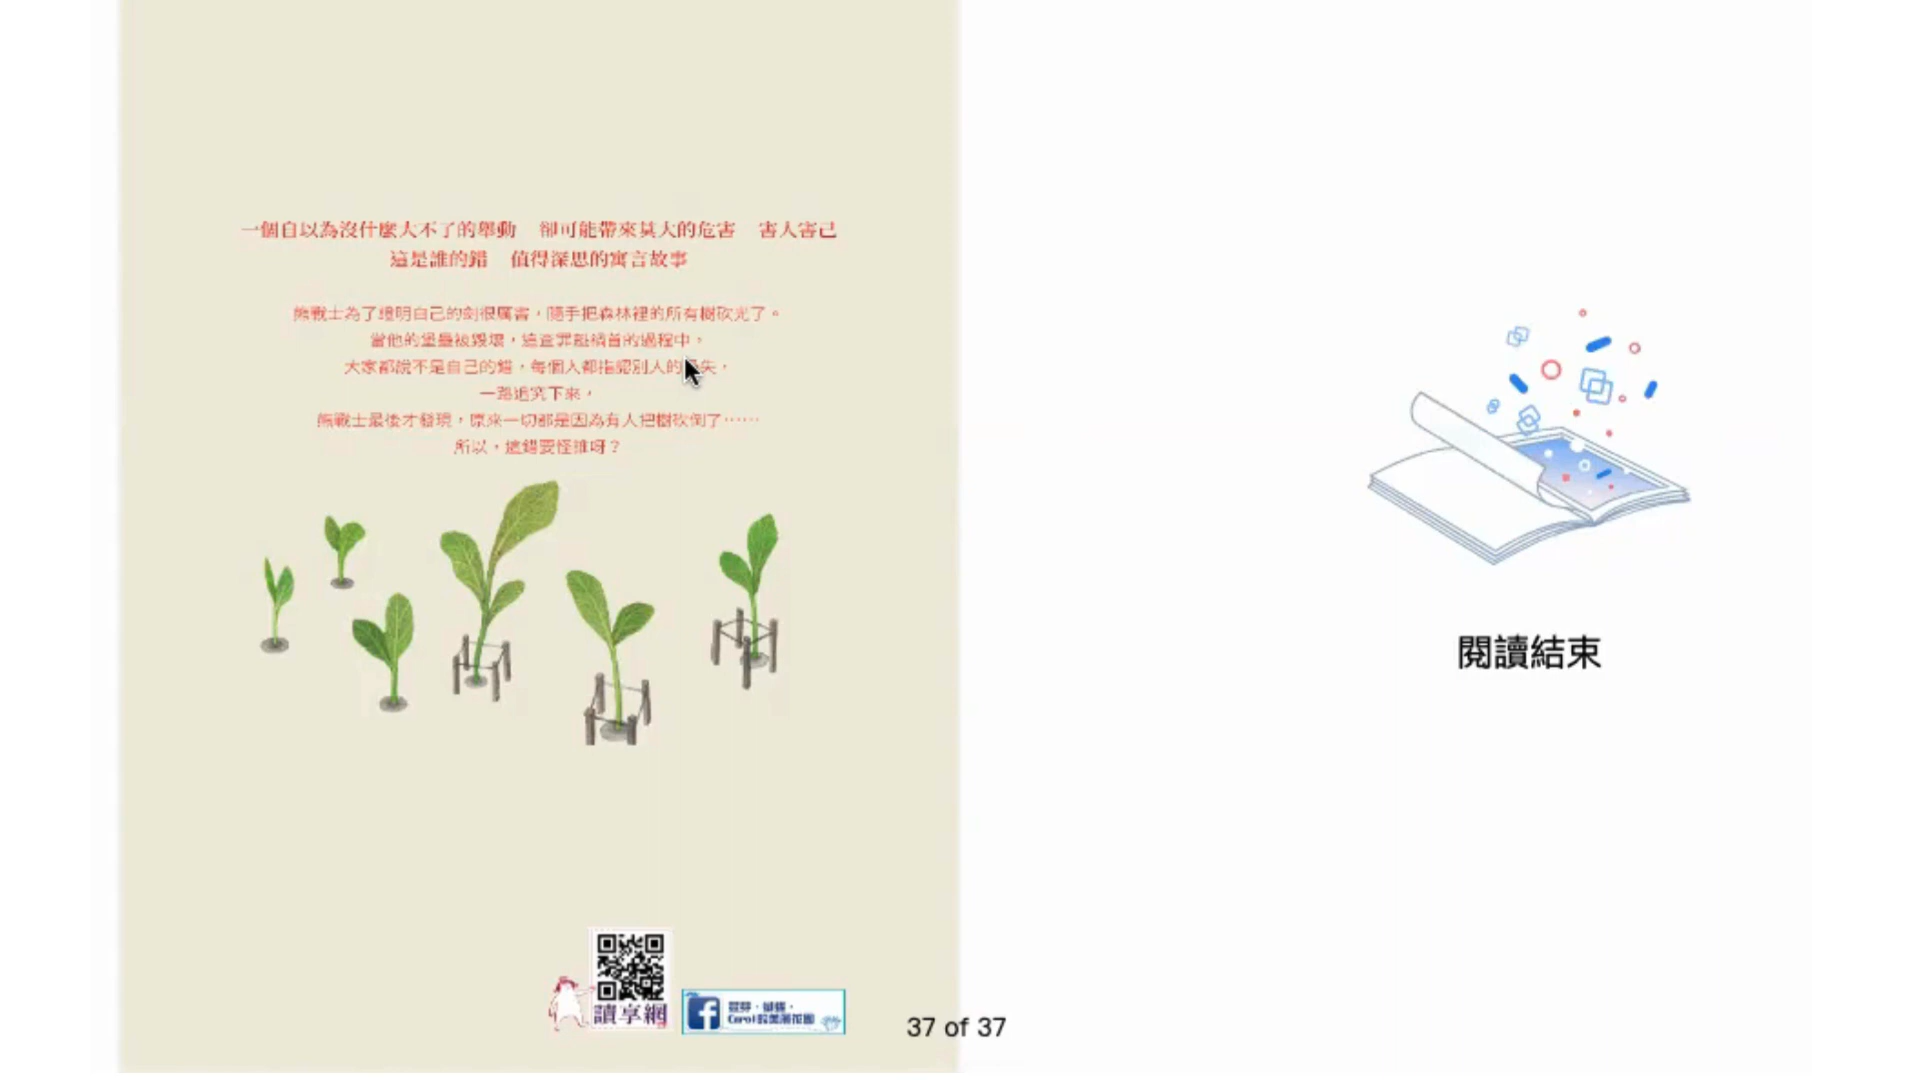 一個自以為沒什麼大不了的舉動　卻可能帶來莫大的危害　害人害己
這是誰的錯　值得深思的寓言故事
熊戰士為了證明自己的劍很厲害，隨手把森林裡的所有樹砍光了。
當他的堡壘被毀壞，追查罪魁禍首的過程中，
大家都說不是自己的錯，每個人都指認別人的失，
一路追究下來，
熊戰士最後才發現，原來一切都是因為有人把樹砍倒了……
所以，這錯要怪誰呀？
讀享網
Carol
37 of 37
閱讀結束